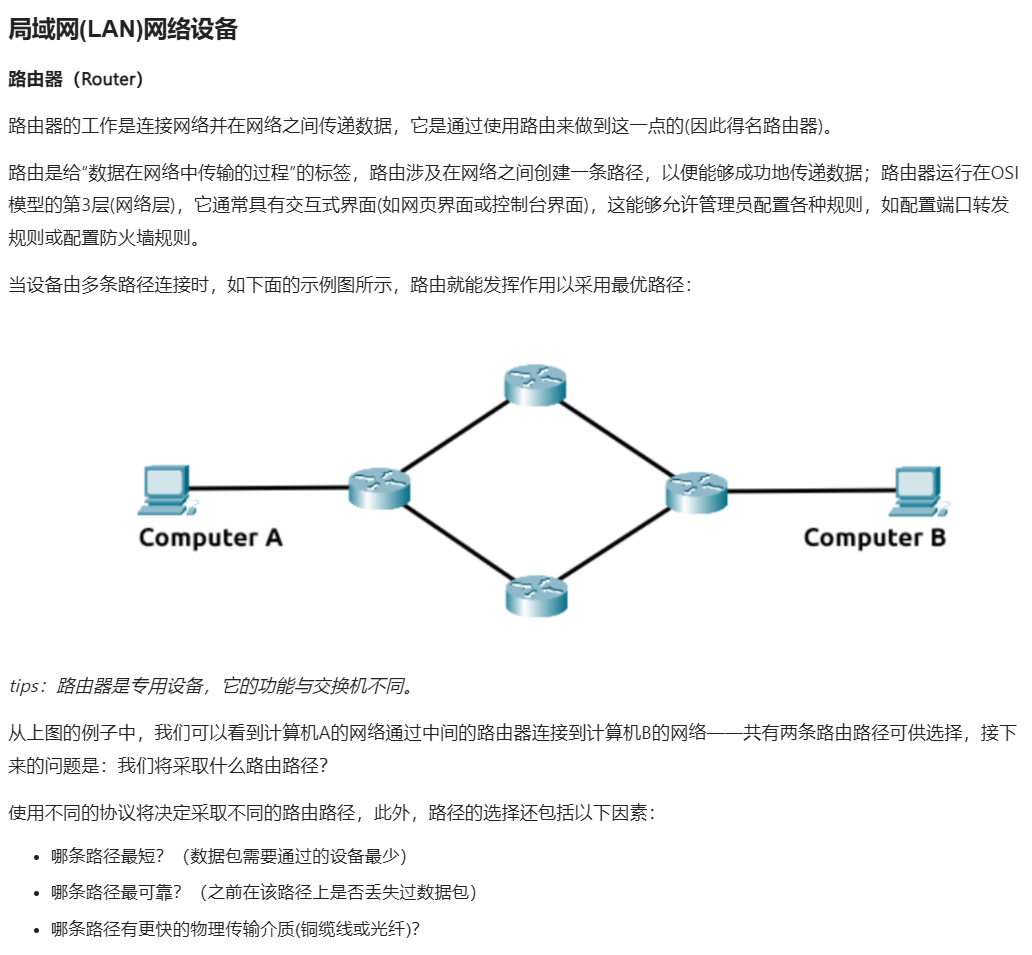 局域网(LAN)网络设备
路由器（Router）
路由器的工作是连接网络并在网络之间传递数据，它是通过使用路由来做到这一点的(因此得名路由器)。
路由是给“数据在网络中传输的过程”的标签，路由涉及在网络之间创建一条路径，以便能够成功地传递数据；路由器运行在OSI
模型的第3层(网络层)，它通常具有交互式界面(如网页界面或控制台界面)，这能够允许管理员配置各种规则，如配置端口转发
规则或配置防火墙规则。
当设备由多条路径连接时，如下面的示例图所示，路由就能发挥作用以采用最优路径：
Computer A
Computer B
tips：路由器是专用设备，它的功能与交换机不同。
从上图的例子中，我们可以看到计算机A的网络通过中间的路由器连接到计算机B的网络——共有两条路由路径可供选择，接下
来的问题是：我们将采取什么路由路径？
使用不同的协议将决定采取不同的路由路径，此外，路径的选择还包括以下因素：
• 哪条路径最短？（数据包需要通过的设备最少）
• 哪条路径最可靠？（之前在该路径上是否丢失过数据包）
• 哪条路径有更快的物理传输介质(铜缆线或光纤)？